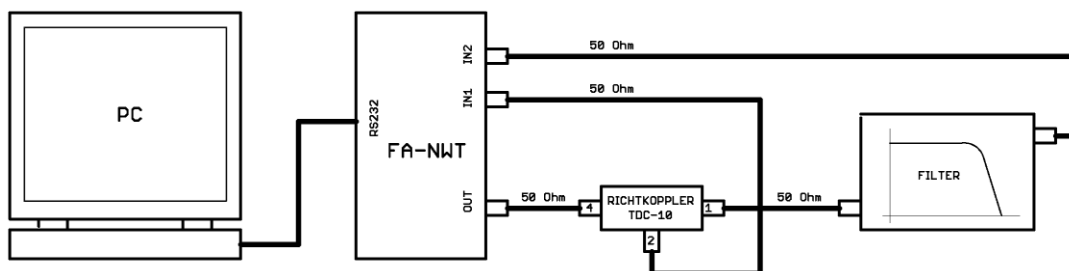 50 Ohm
IN2
50 Ohm
IN1
PC
RS232
FA-NWT
FILTER
OUT
50 Ohm
4
RICHTKOPPLER
TDC-10
1
50 Ohm
2